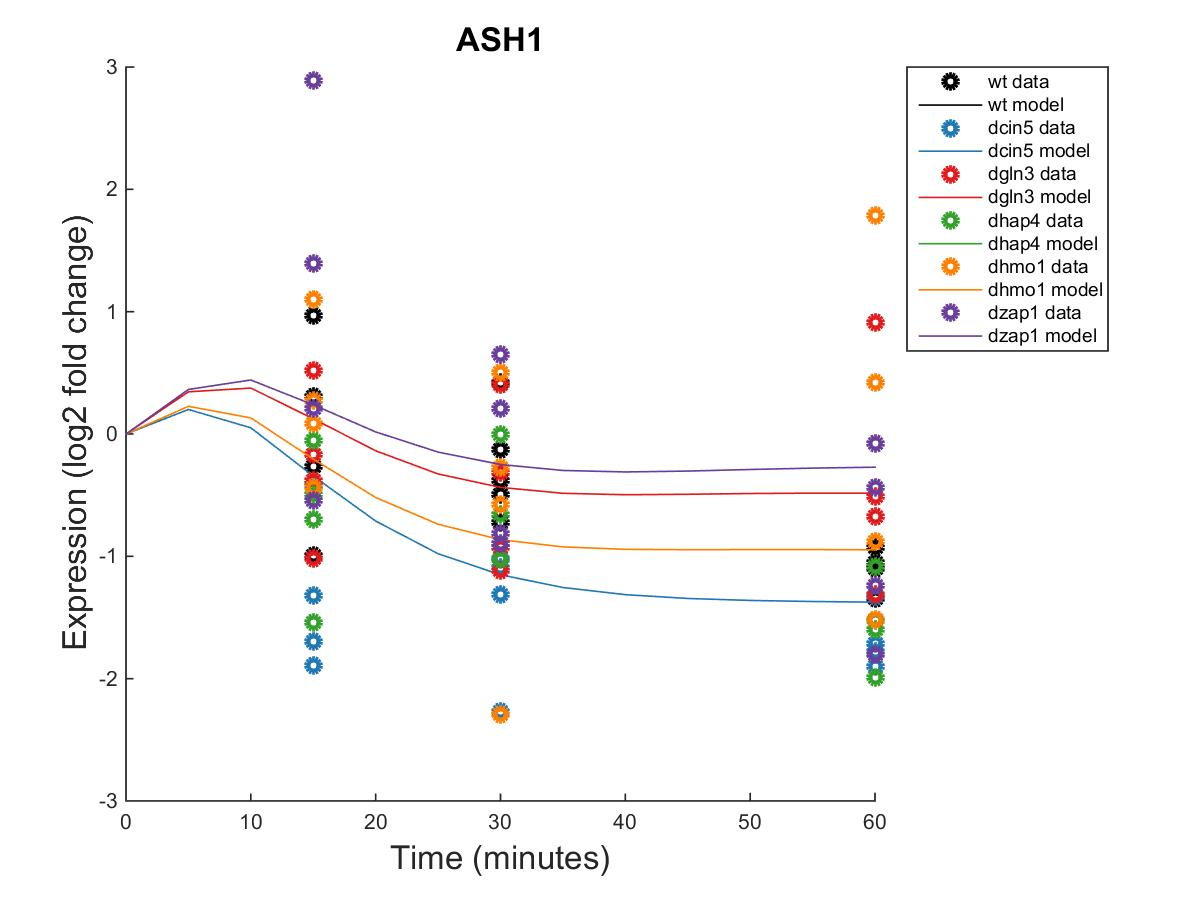 ASH1
3
2
1
0
-1
-2
-3
Expression (log2 fold change)
0 10 20 30 40 50 60
Time (minutes)
wt data
wt model
dcin5 data
dcin5 model
dgln3 data
dgln3 model
dhap4 data
dhap4 model
dhmo1 data
dhmo1 model
dzap1 data
dzap1 model